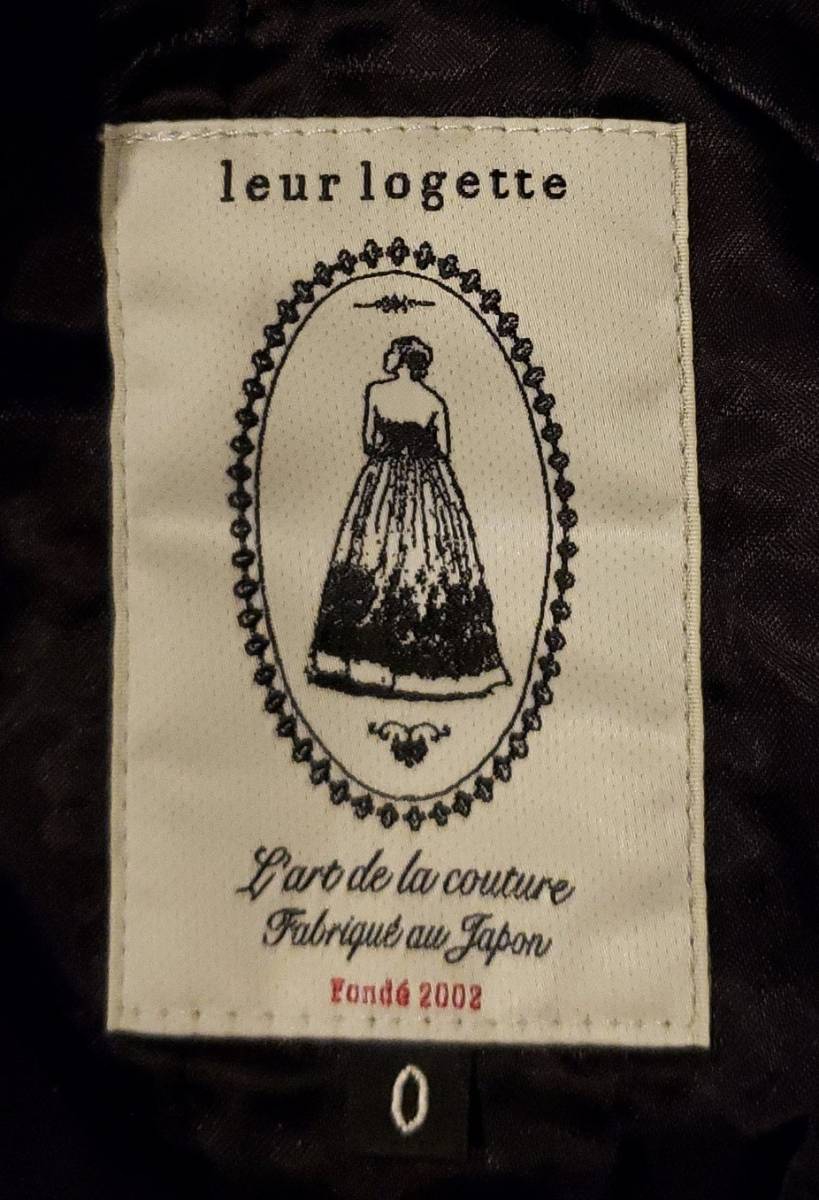 leur logette
L'art de la couture
Fabriqué au Japon
Fondé 2002
0